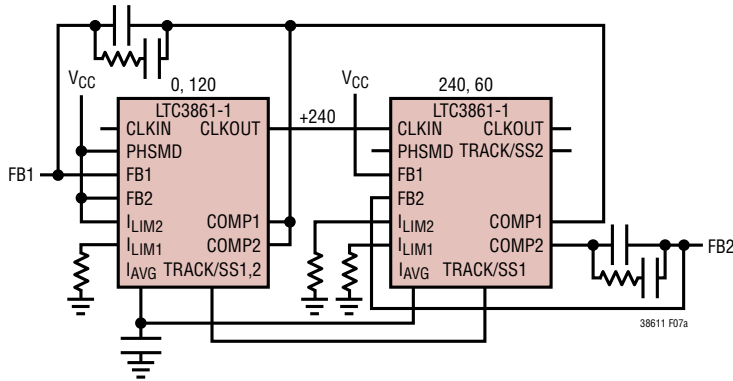 VCC
0, 120
LTC3861-1
CLKIN CLKOUT
PHSMD
FB1
FB2
ILIM2 COMP1
ILIM1 COMP2
IAVG TRACK/SS1,2
FB1
+240
VCC
240, 60
LTC3861-1
CLKIN CLKOUT
PHSMD TRACK/SS2
FB1
FB2
ILIM2 COMP1
ILIM1 COMP2
IAVG TRACK/SS1
FB2
38611 F07a